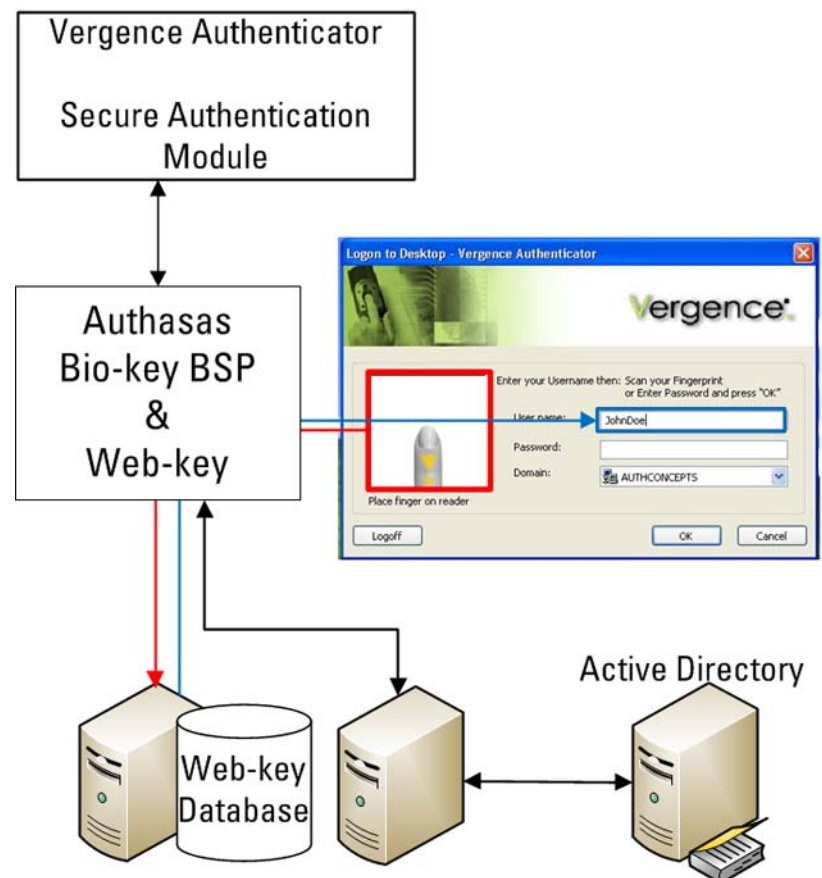 Vergence Authenticator
Secure Authentication
Module
Authasas
Bio-key BSP
&
Web-key
Logon to Desktop - Vergence Authenticator
Vergence
Enter your Username then: Scan your Fingerprint
or Enter Password and press "OK"
User name:
JohnDoe
Password:
Domain:
AUTHCONCEPTS
Place finger on reader
Logoff
OK
Cancel
Active Directory
Web-key
Database